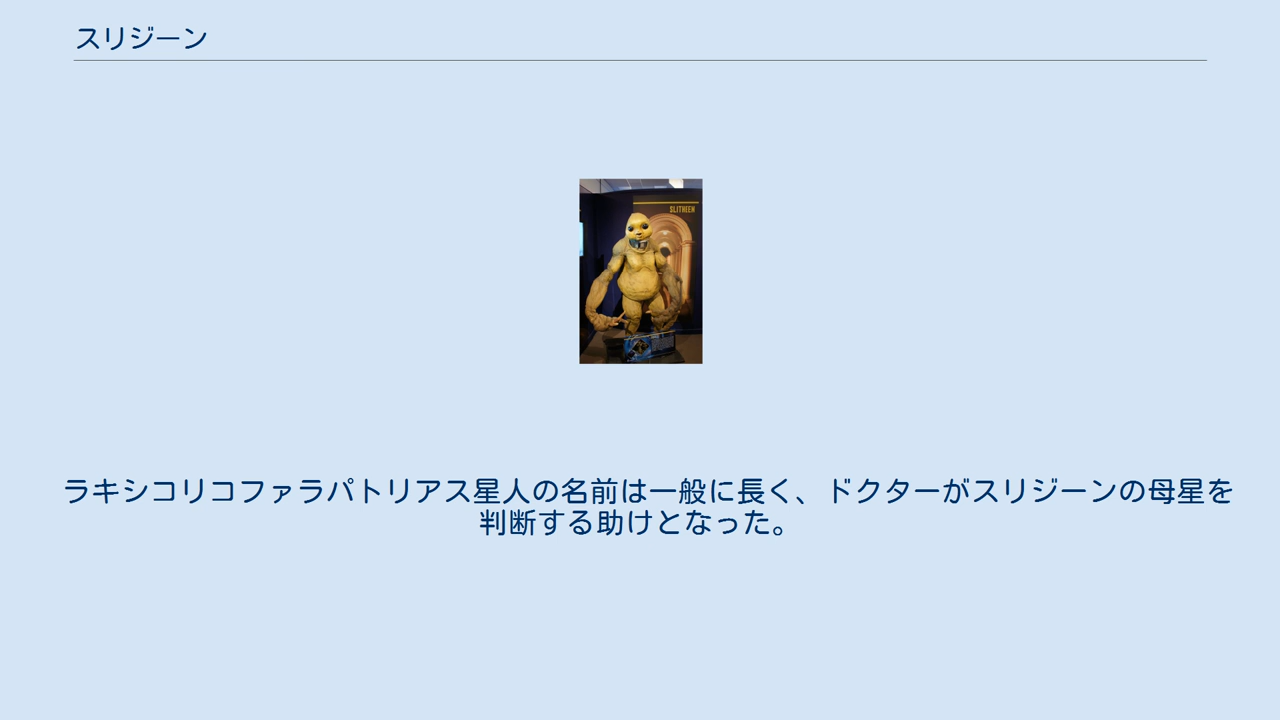 スリジーン
SLITHEEN
ラキシコリコファラパトリアス星人の名前は一般に長く、ドクターがスリジーンの母星を
判断する助けとなった。